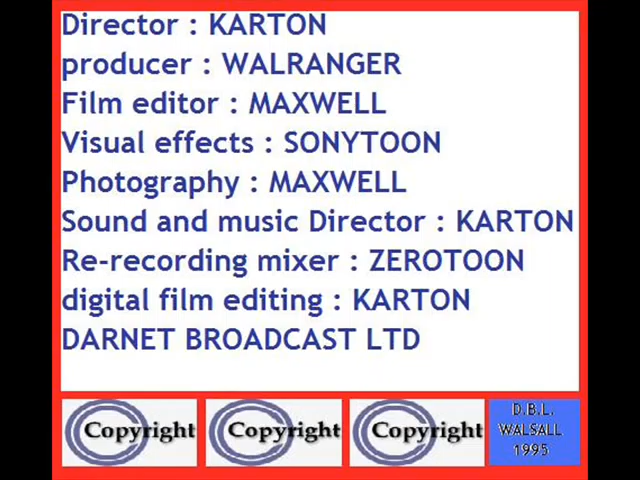 Director : KARTON
producer : WALRANGER
Film editor : MAXWELL
Visual effects : SONYTOON
Photography : MAXWELL
Sound and music Director : KARTON
Re-recording mixer : ZEROTOON
digital film editing : KARTON
DARNET BROADCAST LTD
Copyright Copyright Copyright
D.B.L.
WALSALL
1995